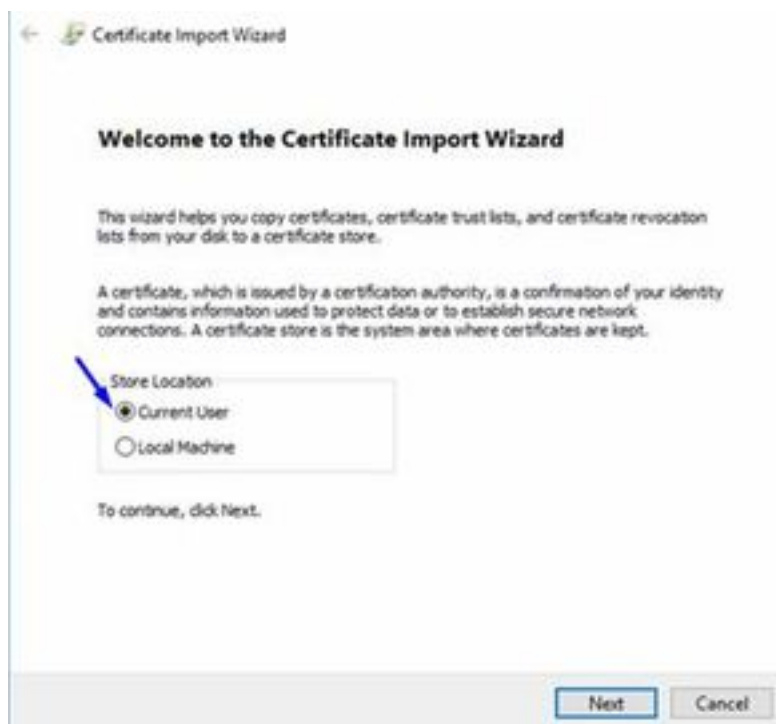 Certificate Import Wizard
Welcome to the Certificate Import Wizard
This wizard helps you copy certificates, certificate trust lists, and certificate revocation
lists from your disk to a certificate store.
A certificate, which is issued by a certification authority, is a confirmation of your identity
and contains information used to protect data or to establish secure network
connections. A certificate store is the system area where certificates are kept.
Store Location
Current User
Local Machine
To continue, click Next.
Next Cancel